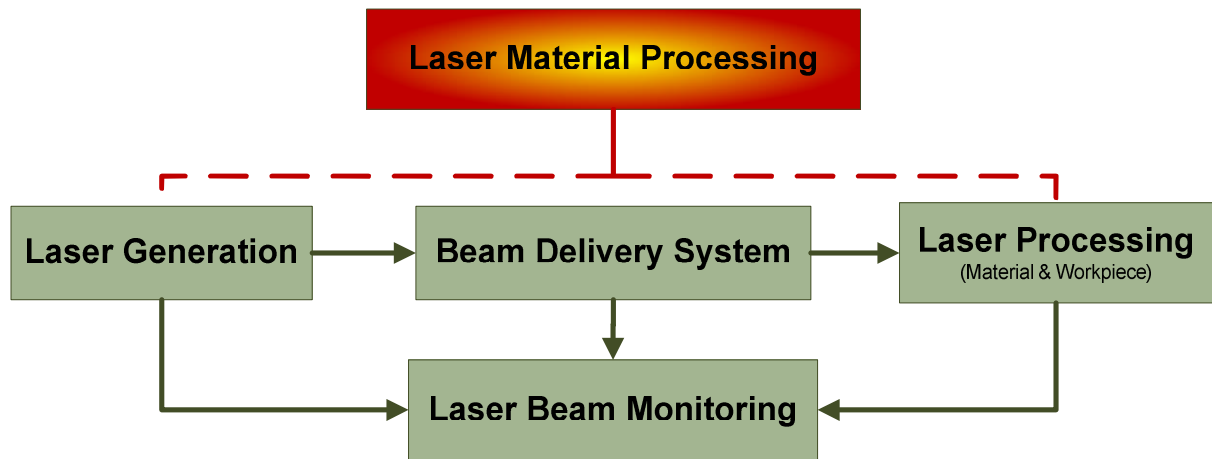 Laser Material Processing
Laser Generation
Beam Delivery System
Laser Processing
(Material & Workpiece)
Laser Beam Monitoring